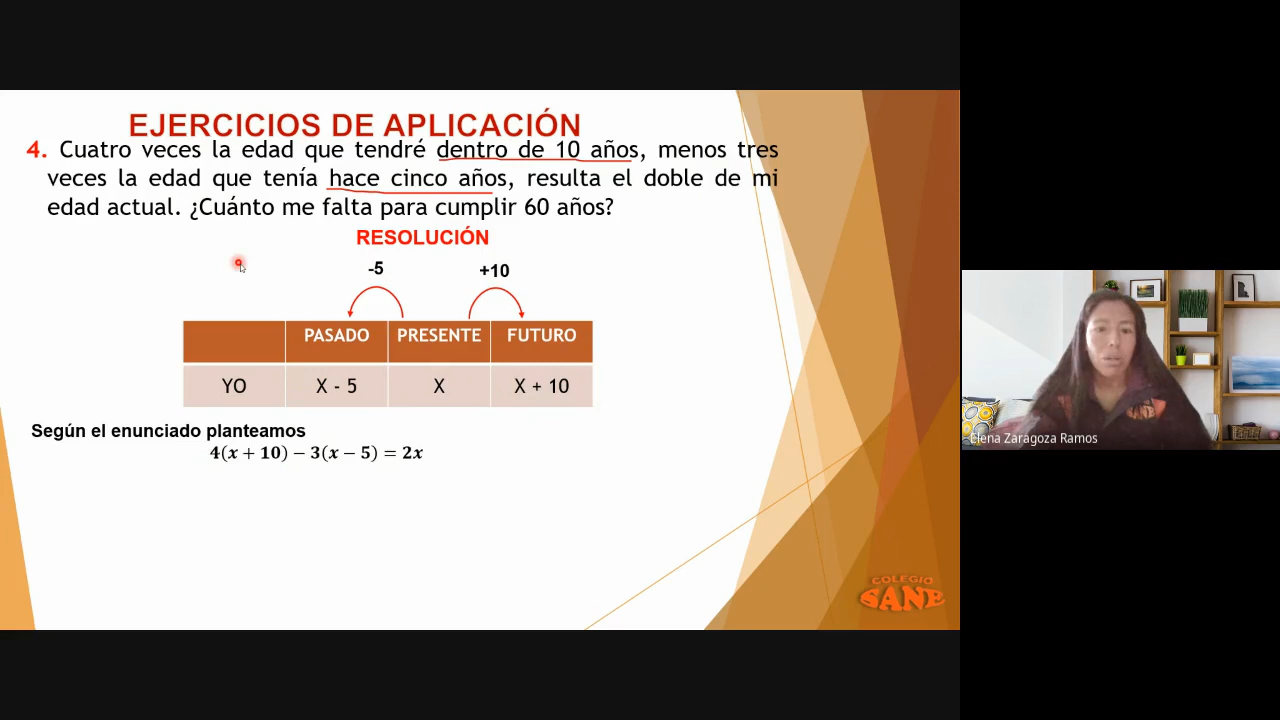 EJERCICIOS DE APLICACIÓN
4. Cuatro veces la edad que tendré dentro de 10 años, menos tres
veces la edad que tenía hace cinco años, resulta el doble de mi
edad actual. ¿Cuánto me falta para cumplir 60 años?
RESOLUCIÓN
-5 +10
PASADO PRESENTE FUTURO
YO X - 5 X X + 10
Según el enunciado planteamos
4(x + 10) − 3(x − 5) = 2x
COLEGIO
SANE
Elena Zaragoza Ramos